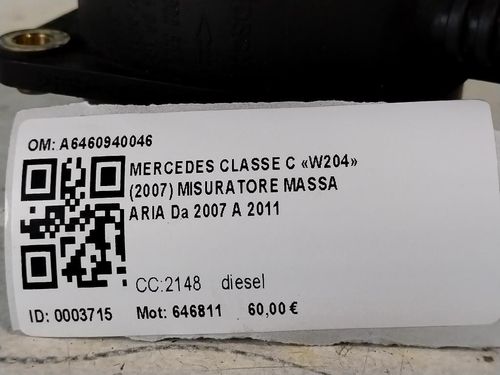 OM: A6460940046
MERCEDES CLASSE C «W204»
(2007) MISURATORE MASSA
ARIA Da 2007 A 2011
CC:2148 diesel
ID: 0003715 Mot: 646811 60,00 €